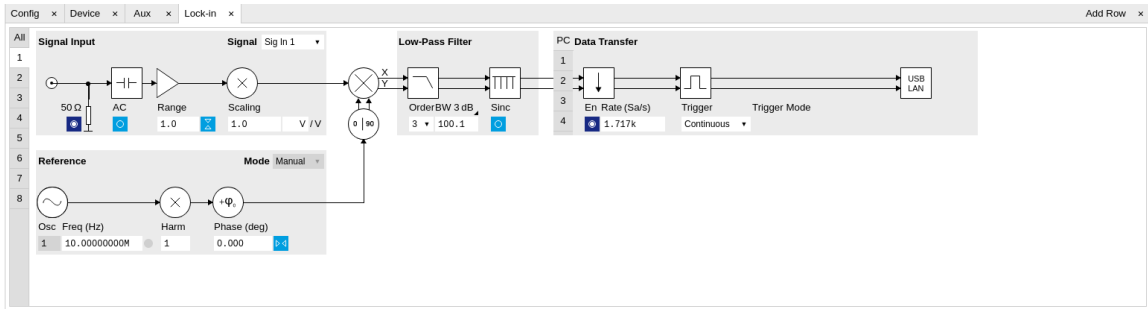 Config × Device × Aux × Lock-in × Add Row ×
All
1
2
3
4
5
6
7
8
Signal Input Signal Sig In 1
50 Ω AC Range Scaling
1.0 1.0 V / V
X
Y
0 | 90
Low-Pass Filter
Order BW 3 dB Sinc
3 100.1
PC Data Transfer
1
2
3
4
USB
LAN
En Rate (Sa/s) Trigger Trigger Mode
1.717k Continuous
Reference Mode Manual
+φ₀
Osc Freq (Hz) Harm Phase (deg)
1 10.00000000M 1 0.000